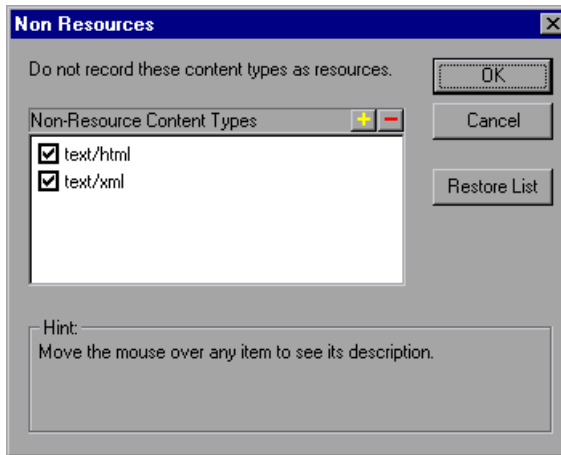 Non Resources
Do not record these content types as resources.
OK
Non-Resource Content Types
Cancel
text/html
text/xml
Restore List
Hint:
Move the mouse over any item to see its description.